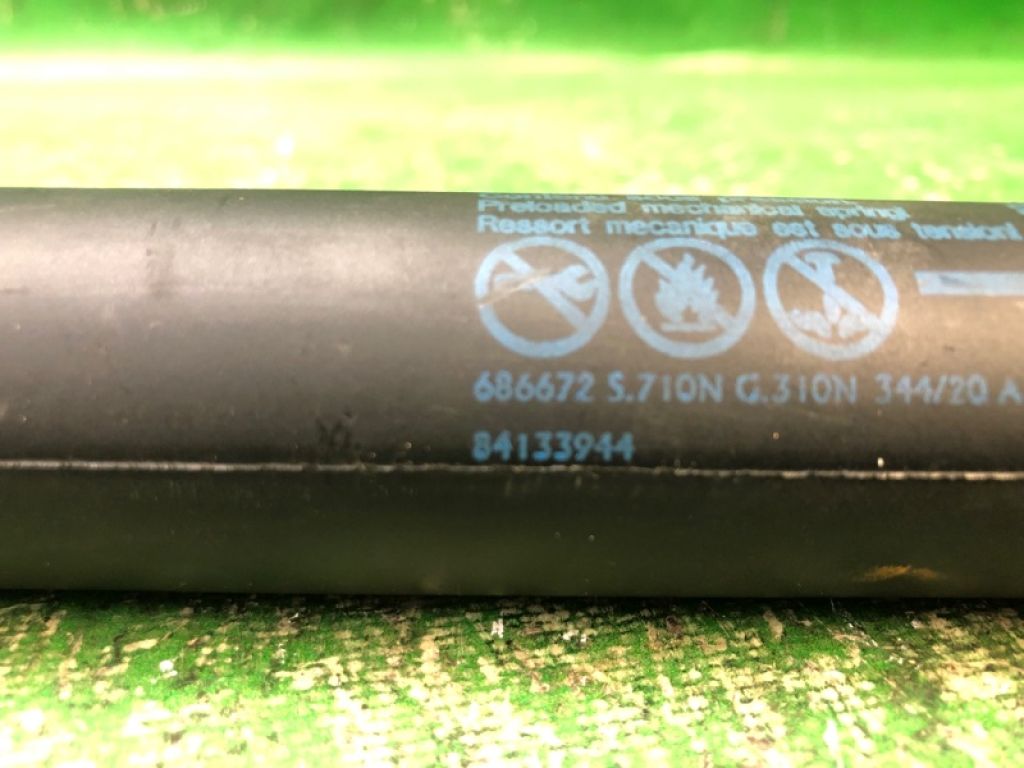 Preloaded mechanical spring!
Ressort mecanique est sous tension!
686672 S.710N G.310N 344/20 A
84133944